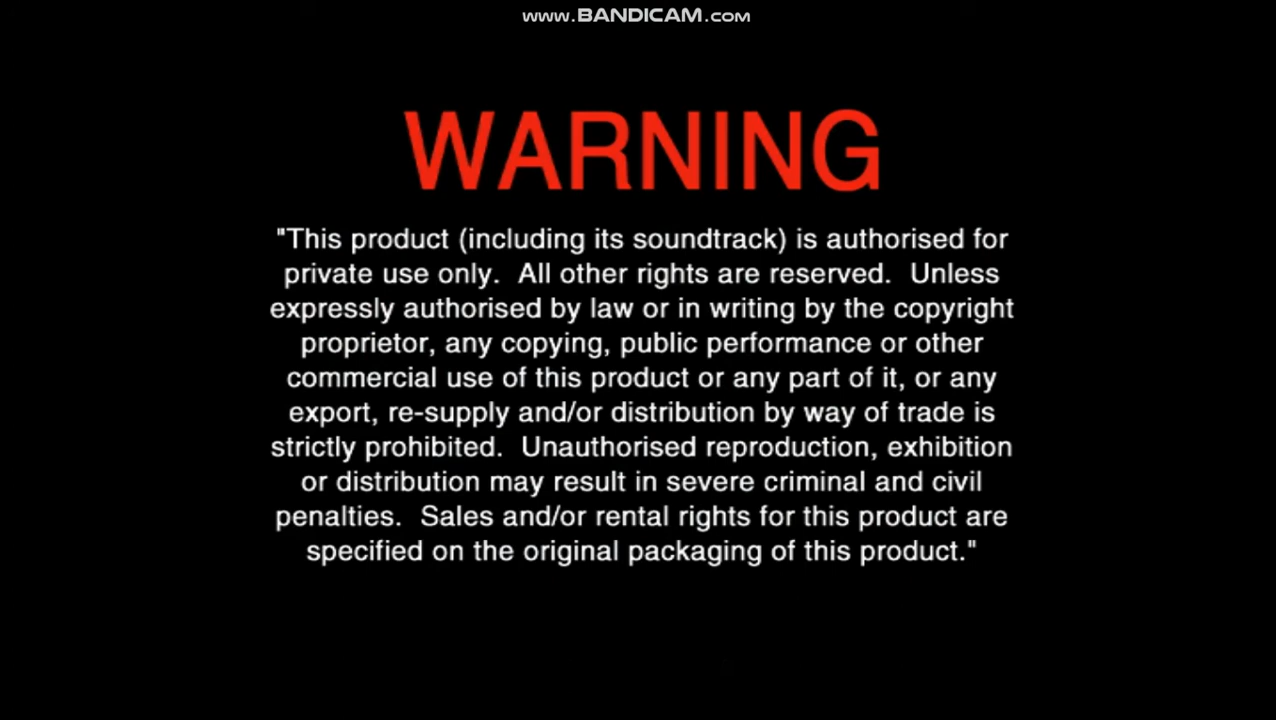 www.BANDICAM.com
WARNING
"This product (including its soundtrack) is authorised for
private use only.  All other rights are reserved.  Unless
expressly authorised by law or in writing by the copyright
proprietor, any copying, public performance or other
commercial use of this product or any part of it, or any
export, re-supply and/or distribution by way of trade is
strictly prohibited.  Unauthorised reproduction, exhibition
or distribution may result in severe criminal and civil
penalties.  Sales and/or rental rights for this product are
specified on the original packaging of this product."